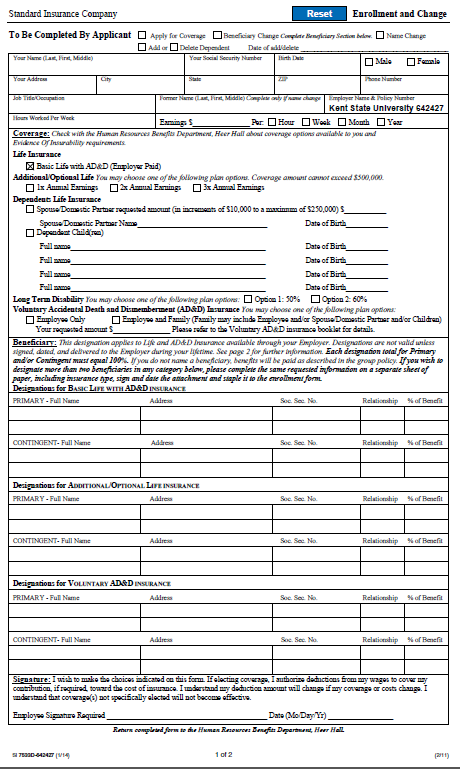 Standard Insurance Company
Reset
Enrollment and Change
To Be Completed By Applicant
Apply for Coverage Beneficiary Change Complete Beneficiary Section below. Name Change
Add or Delete Dependent Date of add/delete
Your Name (Last, First, Middle) Your Social Security Number Birth Date Male Female
Your Address City State ZIP Phone Number
Job Title/Occupation Former Name (Last, First, Middle) Complete only if name change Employer Name & Policy Number
Kent State University 642427
Hours Worked Per Week Earnings $ Per: Hour Week Month Year
Coverage: Check with the Human Resources Benefits Department, Heer Hall about coverage options available to you and
Evidence Of Insurability requirements.
Life Insurance
Basic Life with AD&D (Employer Paid)
Additional/Optional Life You may choose one of the following plan options. Coverage amount cannot exceed $500,000.
1x Annual Earnings 2x Annual Earnings 3x Annual Earnings
Dependents Life Insurance
Spouse/Domestic Partner requested amount (in increments of $10,000 to a maximum of $250,000) $
Spouse/Domestic Partner Name Date of Birth
Dependent Child(ren)
Full name Date of Birth
Full name Date of Birth
Full name Date of Birth
Full name Date of Birth
Long Term Disability You may choose one of the following plan options: Option 1: 50% Option 2: 60%
Voluntary Accidental Death and Dismemberment (AD&D) Insurance You may choose one of the following plan options:
Employee Only Employee and Family (Family may include Employee and/or Spouse/Domestic Partner and/or Children)
Your requested amount $ Please refer to the Voluntary AD&D insurance booklet for details.
Beneficiary: This designation applies to Life and AD&D Insurance available through your Employer. Designations are not valid unless
signed, dated, and delivered to the Employer during your lifetime. See page 2 for further information. Each designation total for Primary
and/or Contingent must equal 100%. If you do not name a beneficiary, benefits will be paid as described in the group policy. If you wish to
designate more than two beneficiaries in any category below, please complete the same requested information on a separate sheet of
paper, including insurance type, sign and date the attachment and staple it to the enrollment form.
Designations for BASIC LIFE WITH AD&D INSURANCE
PRIMARY - Full Name Address Soc. Sec. No. Relationship % of Benefit
CONTINGENT- Full Name Address Soc. Sec. No. Relationship % of Benefit
Designations for ADDITIONAL/OPTIONAL LIFE INSURANCE
PRIMARY - Full Name Address Soc. Sec. No. Relationship % of Benefit
CONTINGENT- Full Name Address Soc. Sec. No. Relationship % of Benefit
Designations for VOLUNTARY AD&D INSURANCE
PRIMARY - Full Name Address Soc. Sec. No. Relationship % of Benefit
CONTINGENT- Full Name Address Soc. Sec. No. Relationship % of Benefit
Signature: I wish to make the choices indicated on this form. If electing coverage, I authorize deductions from my wages to cover my
contribution, if required, toward the cost of insurance. I understand my deduction amount will change if my coverage or costs change. I
understand that coverage(s) not specifically elected will not become effective.
Employee Signature Required Date (Mo/Day/Yr)
Return completed form to the Human Resources Benefits Department, Heer Hall.
SI 7533D-642427 (1/14) 1 of 2 (2/11)